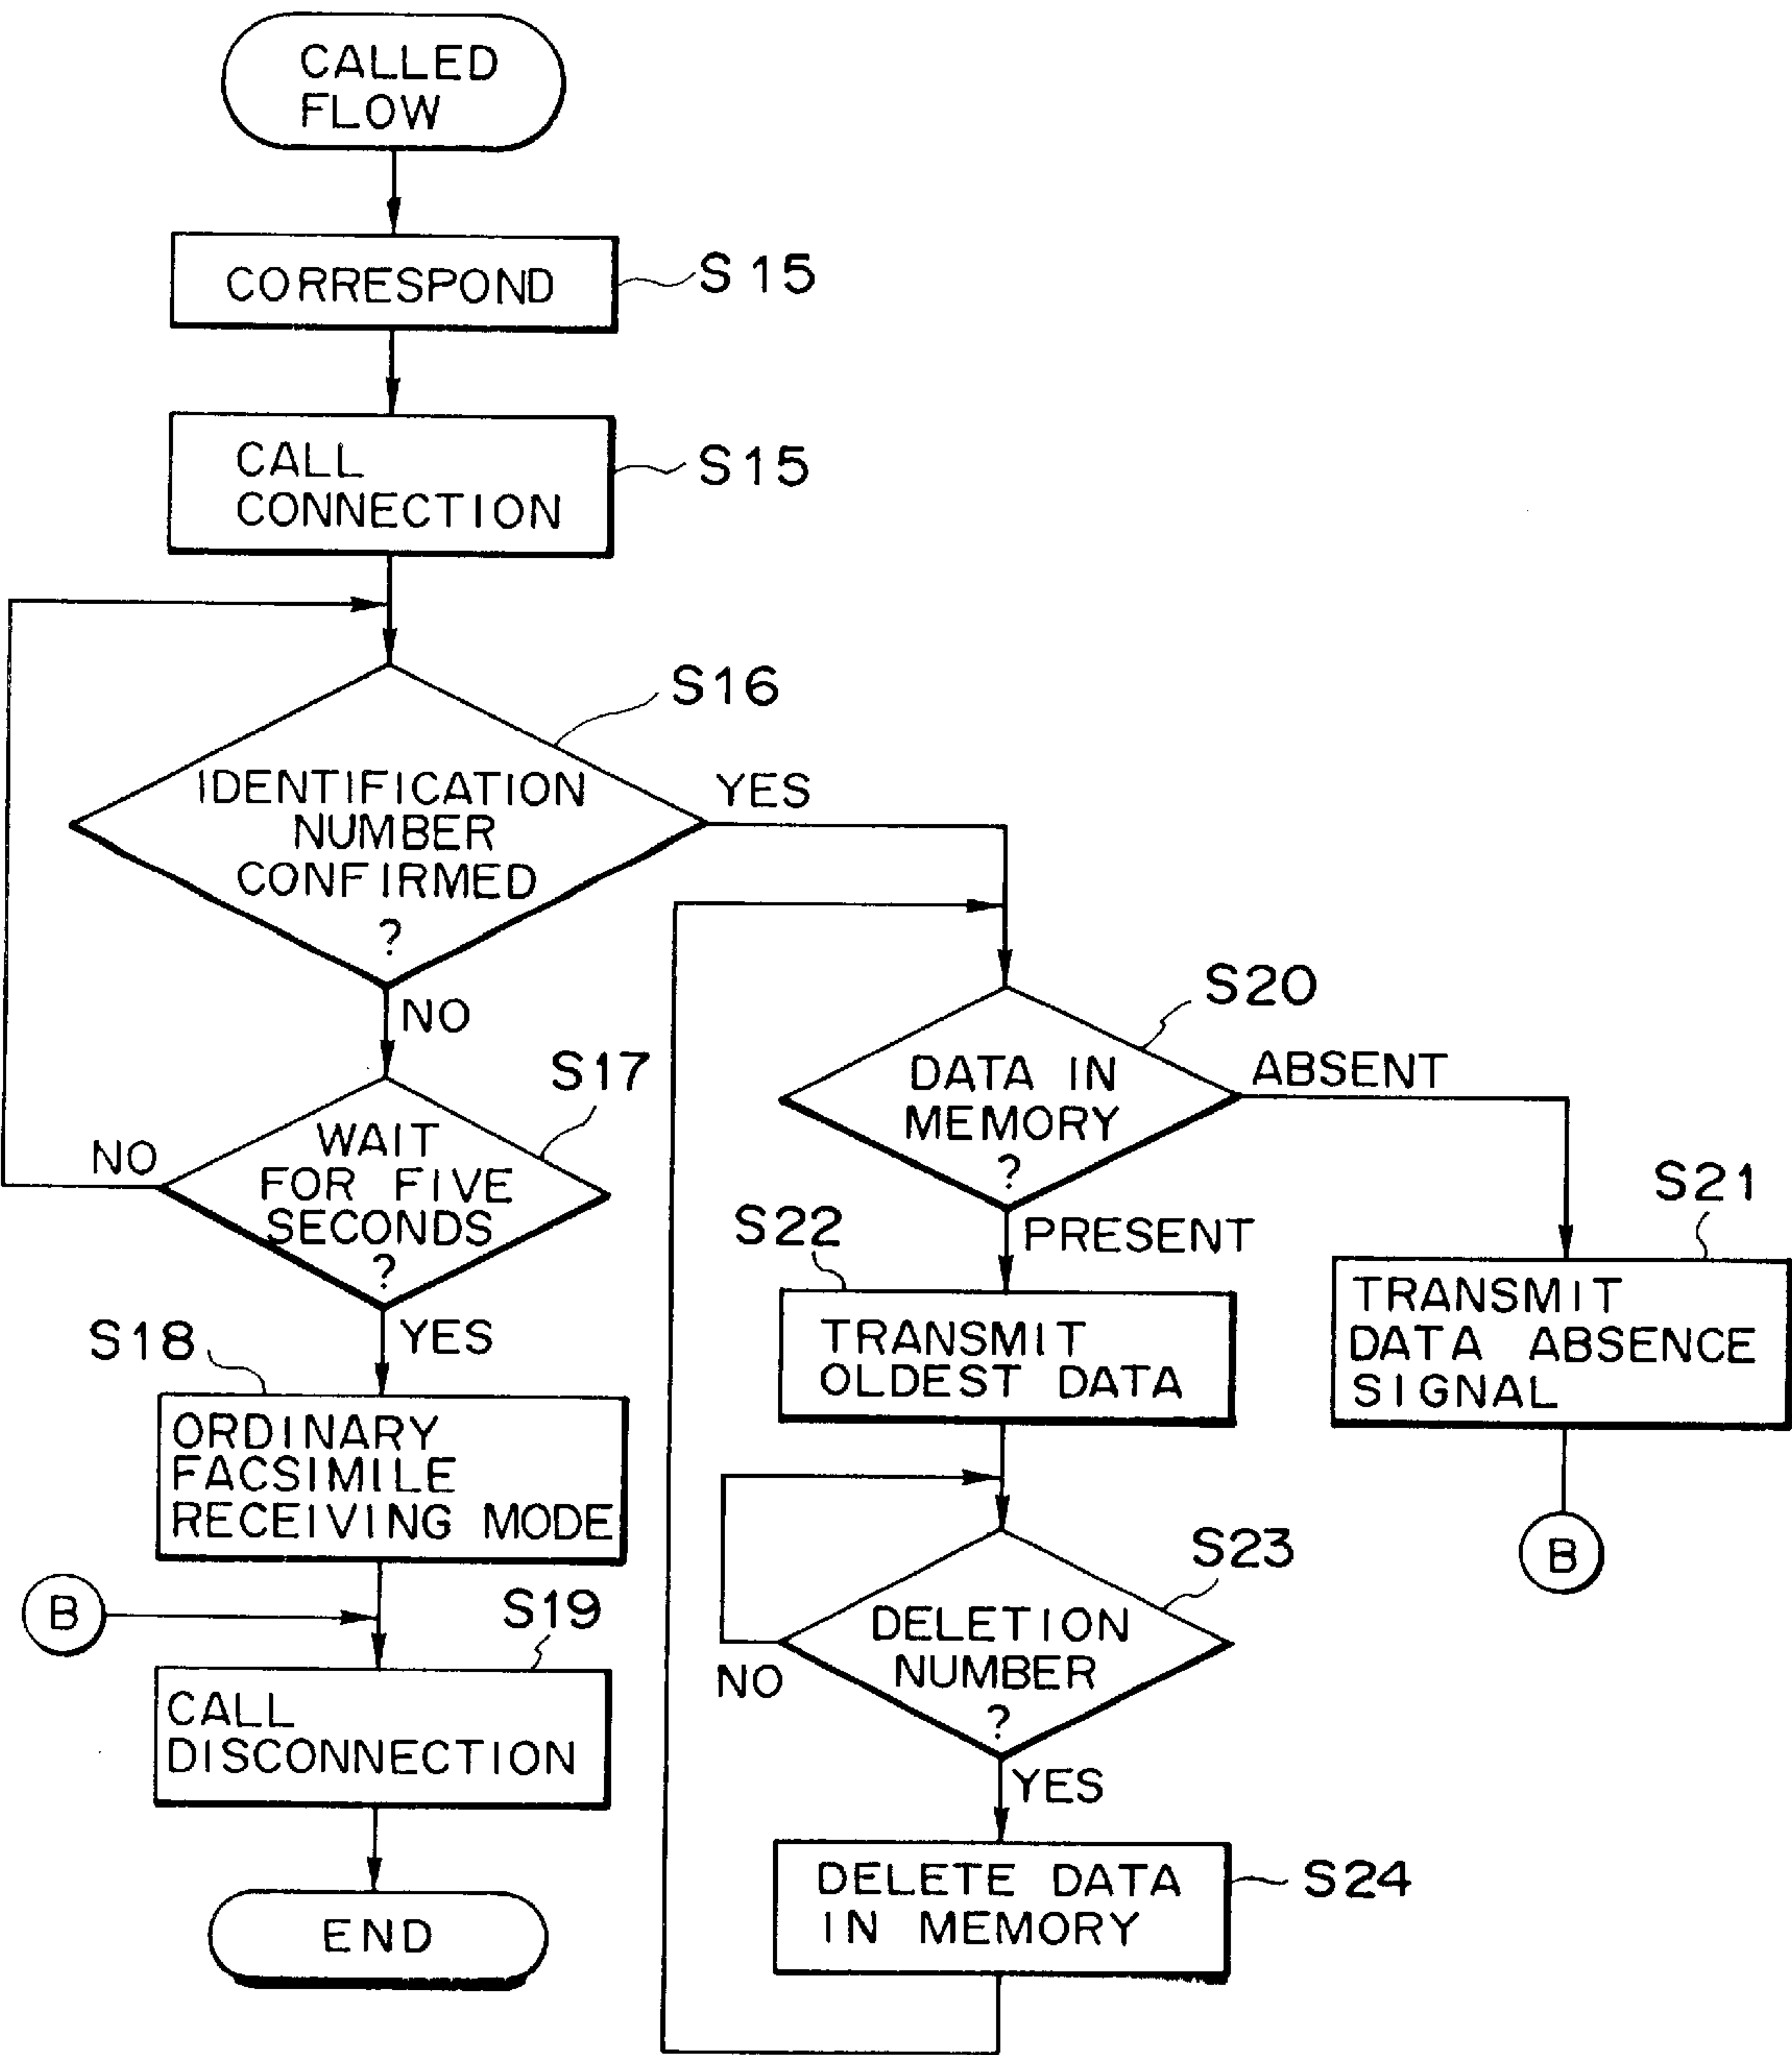 CALLED
FLOW
CORRESPOND
S15
CALL
CONNECTION
S15
S16
IDENTIFICATION
NUMBER
CONFIRMED
?
YES
NO
S17
WAIT
FOR FIVE
SECONDS
?
NO
YES
S18
ORDINARY
FACSIMILE
RECEIVING MODE
B
S19
CALL
DISCONNECTION
END
S20
DATA IN
MEMORY
?
ABSENT
PRESENT
S21
TRANSMIT
DATA ABSENCE
SIGNAL
B
S22
TRANSMIT
OLDEST DATA
S23
DELETION
NUMBER
?
NO
YES
DELETE DATA
IN MEMORY
S24